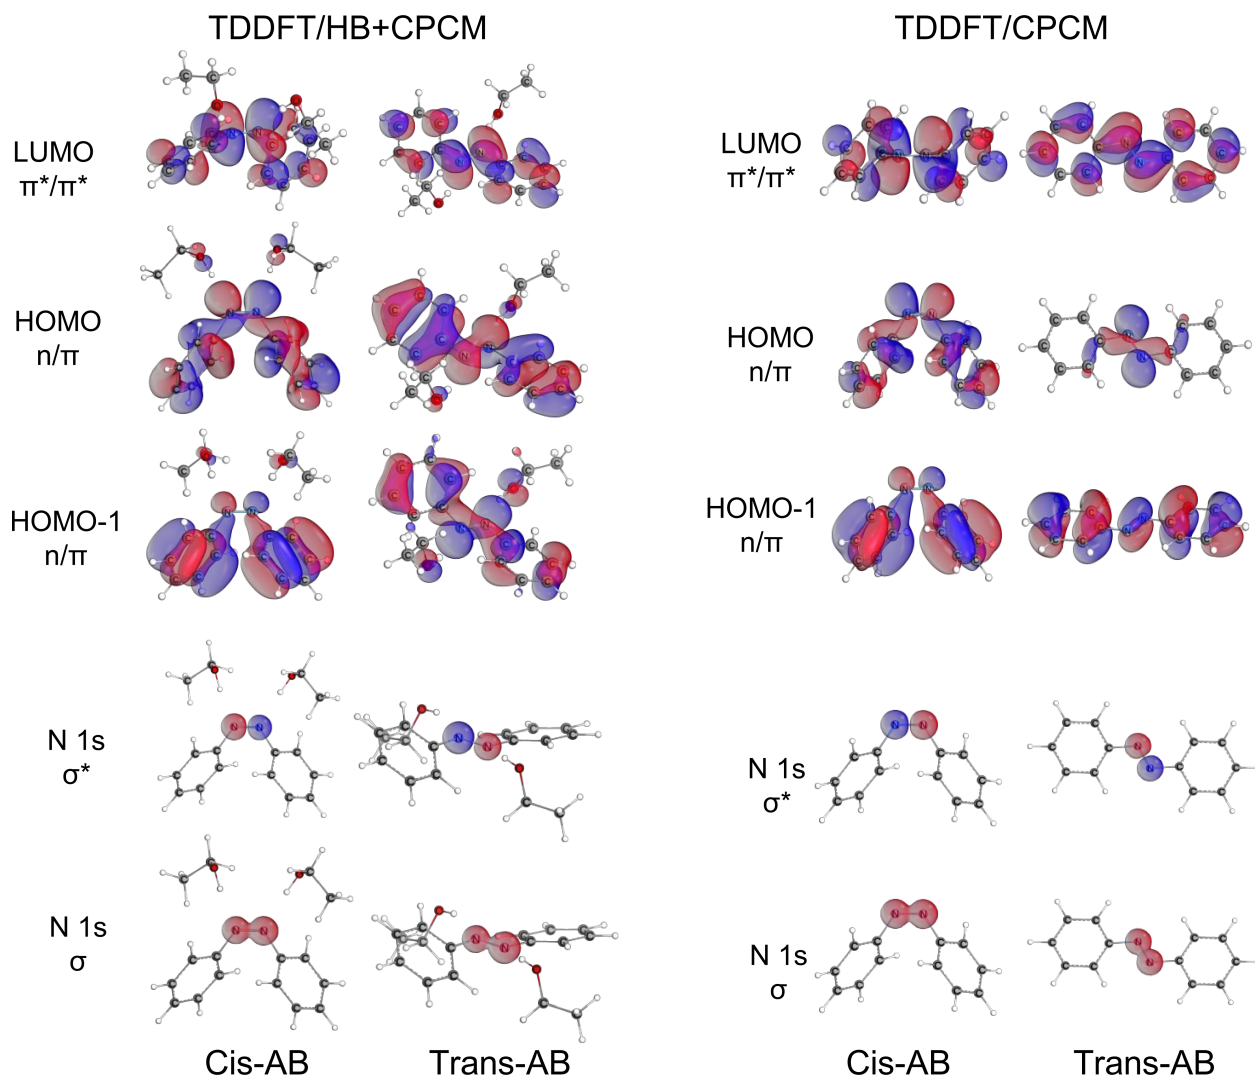 TDDFT/HB+CPCM
TDDFT/CPCM
LUMO
π*/π*
LUMO
π*/π*
HOMO
n/π
HOMO
n/π
HOMO-1
n/π
HOMO-1
n/π
N 1s
σ*
N 1s
σ*
N 1s
σ
N 1s
σ
Cis-AB
Trans-AB
Cis-AB
Trans-AB